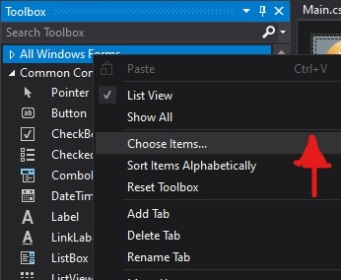 Toolbox
Main.cs
Search Toolbox
All Windows Forms
Common Con
Paste Ctrl+V
Pointer
List View
Button
Show All
CheckBo
Choose Items...
Checked
Sort Items Alphabetically
Combo
Reset Toolbox
DateTim
Label
Add Tab
LinkLab
Delete Tab
ListBox
Rename Tab
ListView